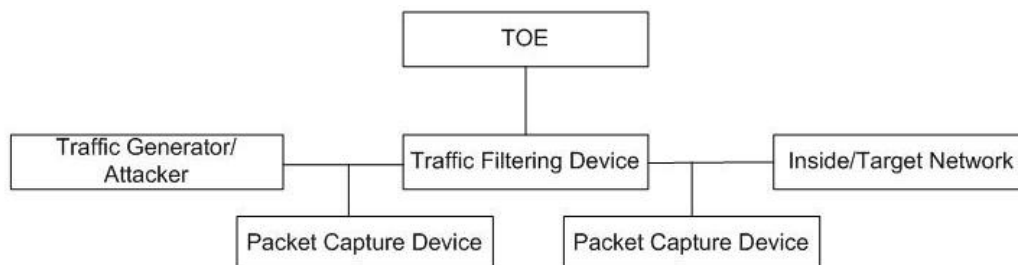 TOE
Traffic Generator/
Attacker
Traffic Filtering Device
Inside/Target Network
Packet Capture Device
Packet Capture Device